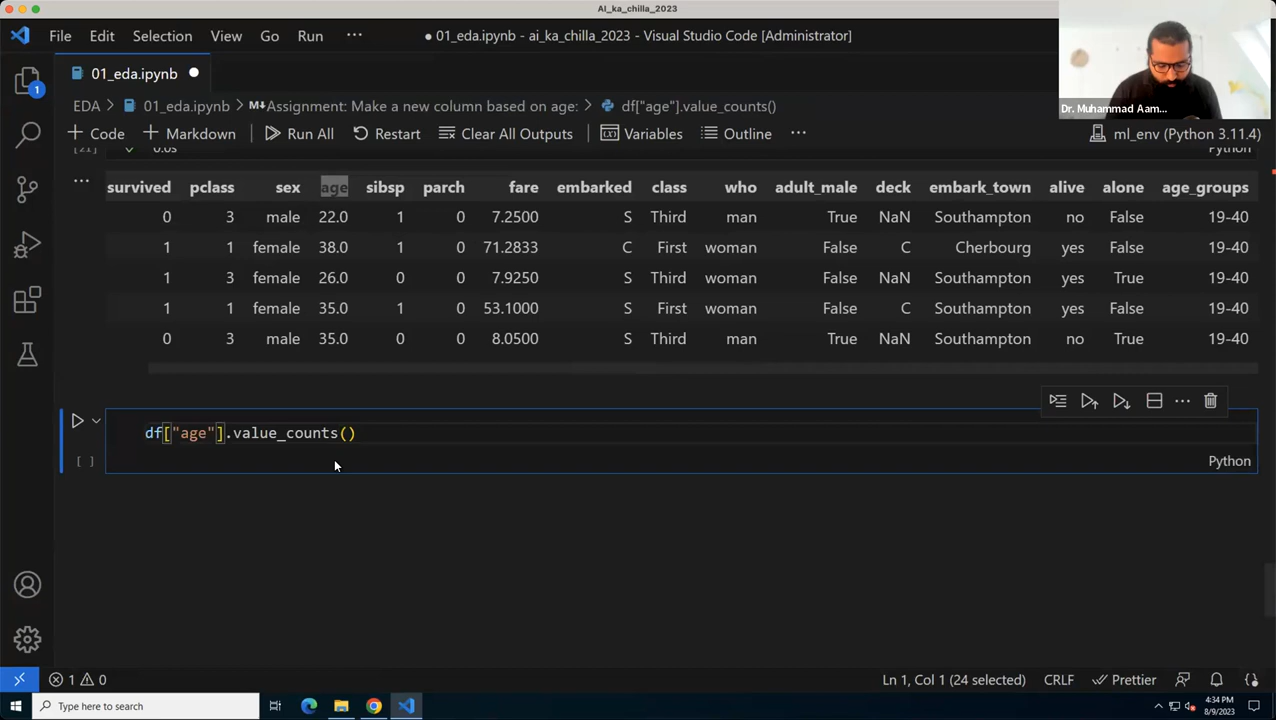 AI_ka_chilla_2023
File Edit Selection View Go Run ··· ● 01_eda.ipynb - ai_ka_chilla_2023 - Visual Studio Code [Administrator]
01_eda.ipynb ●
EDA > 01_eda.ipynb > M↓Assignment: Make a new column based on age: > df["age"].value_counts()
Dr. Muhammad Aam...
+ Code + Markdown Run All Restart Clear All Outputs Variables Outline ··· ml_env (Python 3.11.4)
[21] 0.0s Python
··· survived pclass sex age sibsp parch fare embarked class who adult_male deck embark_town alive alone age_groups
0 3 male 22.0 1 0 7.2500 S Third man True NaN Southampton no False 19-40
1 1 female 38.0 1 0 71.2833 C First woman False C Cherbourg yes False 19-40
1 3 female 26.0 0 0 7.9250 S Third woman False NaN Southampton yes True 19-40
1 1 female 35.0 1 0 53.1000 S First woman False C Southampton yes False 19-40
0 3 male 35.0 0 0 8.0500 S Third man True NaN Southampton no True 19-40
df["age"].value_counts()
[ ] Python
1
1 0 Ln 1, Col 1 (24 selected) CRLF Prettier
Type here to search 4:34 PM
8/9/2023